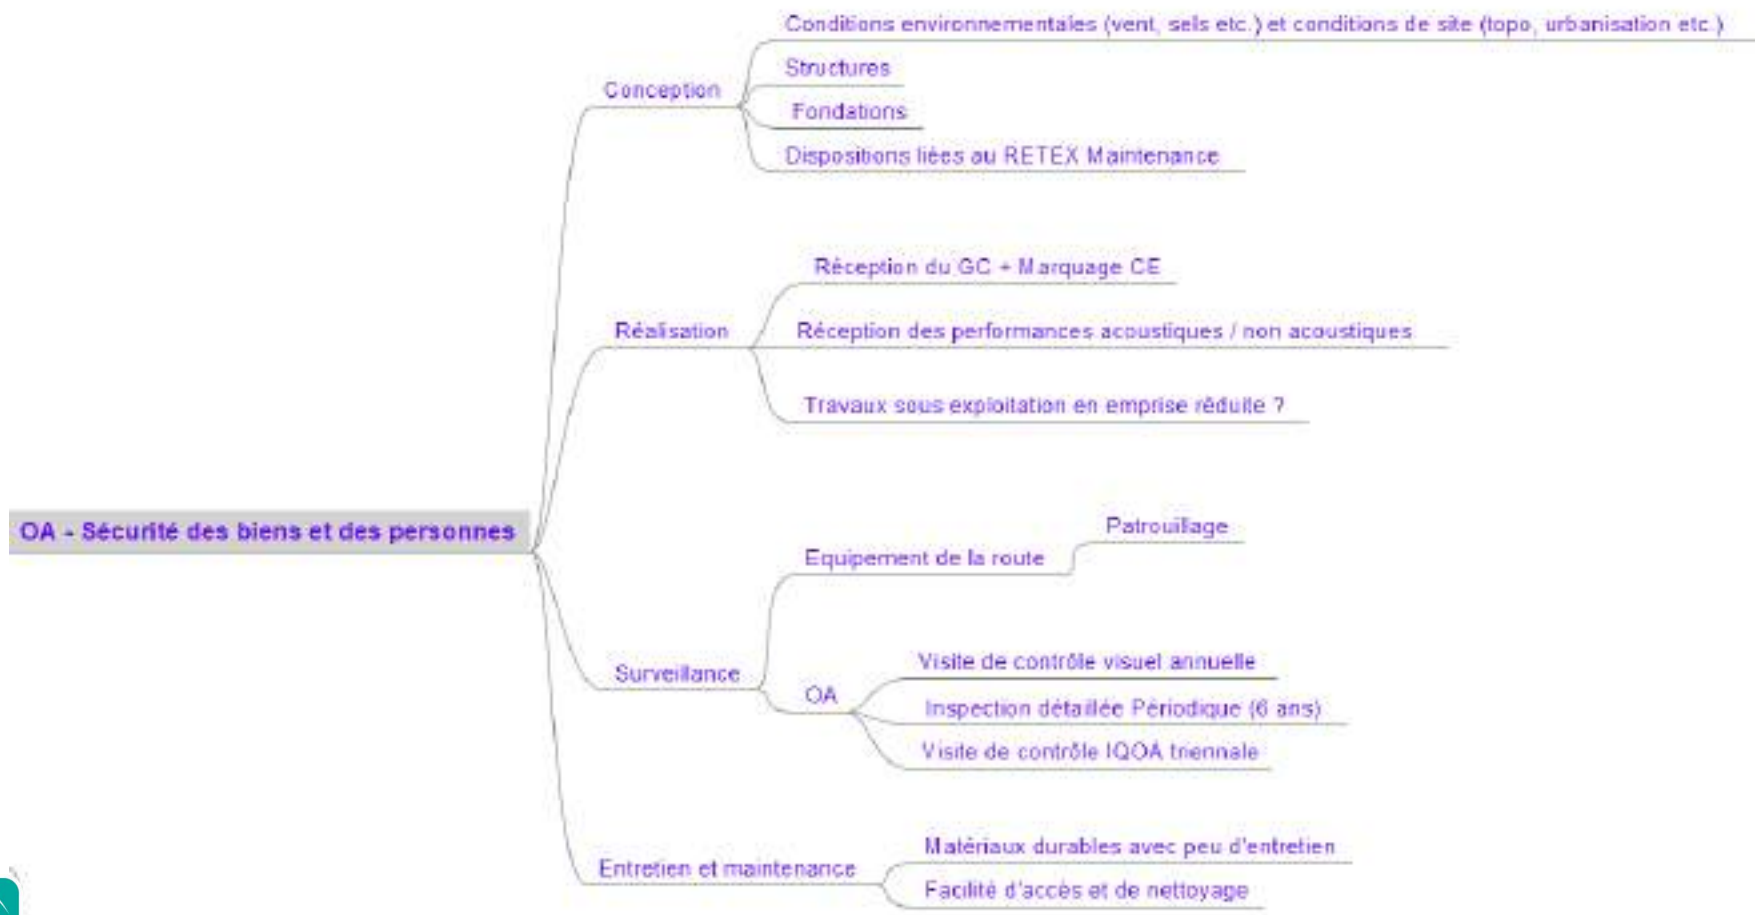 Conditions environnementales (vent, sels etc.) et conditions de site (topo, urbanisation etc.)
Structures
Conception
Fondations
Dispositions liées au RETEX Maintenance
Réception du GC + Marquage CE
Réalisation
Réception des performances acoustiques / non acoustiques
Travaux sous exploitation en emprise réduite ?
OA - Sécurité des biens et des personnes
Patrouillage
Equipement de la route
Surveillance
Visite de contrôle visuel annuelle
OA
Inspection détaillée Périodique (6 ans)
Visite de contrôle IQOA triennale
Matériaux durables avec peu d'entretien
Entretien et maintenance
Facilité d'accès et de nettoyage